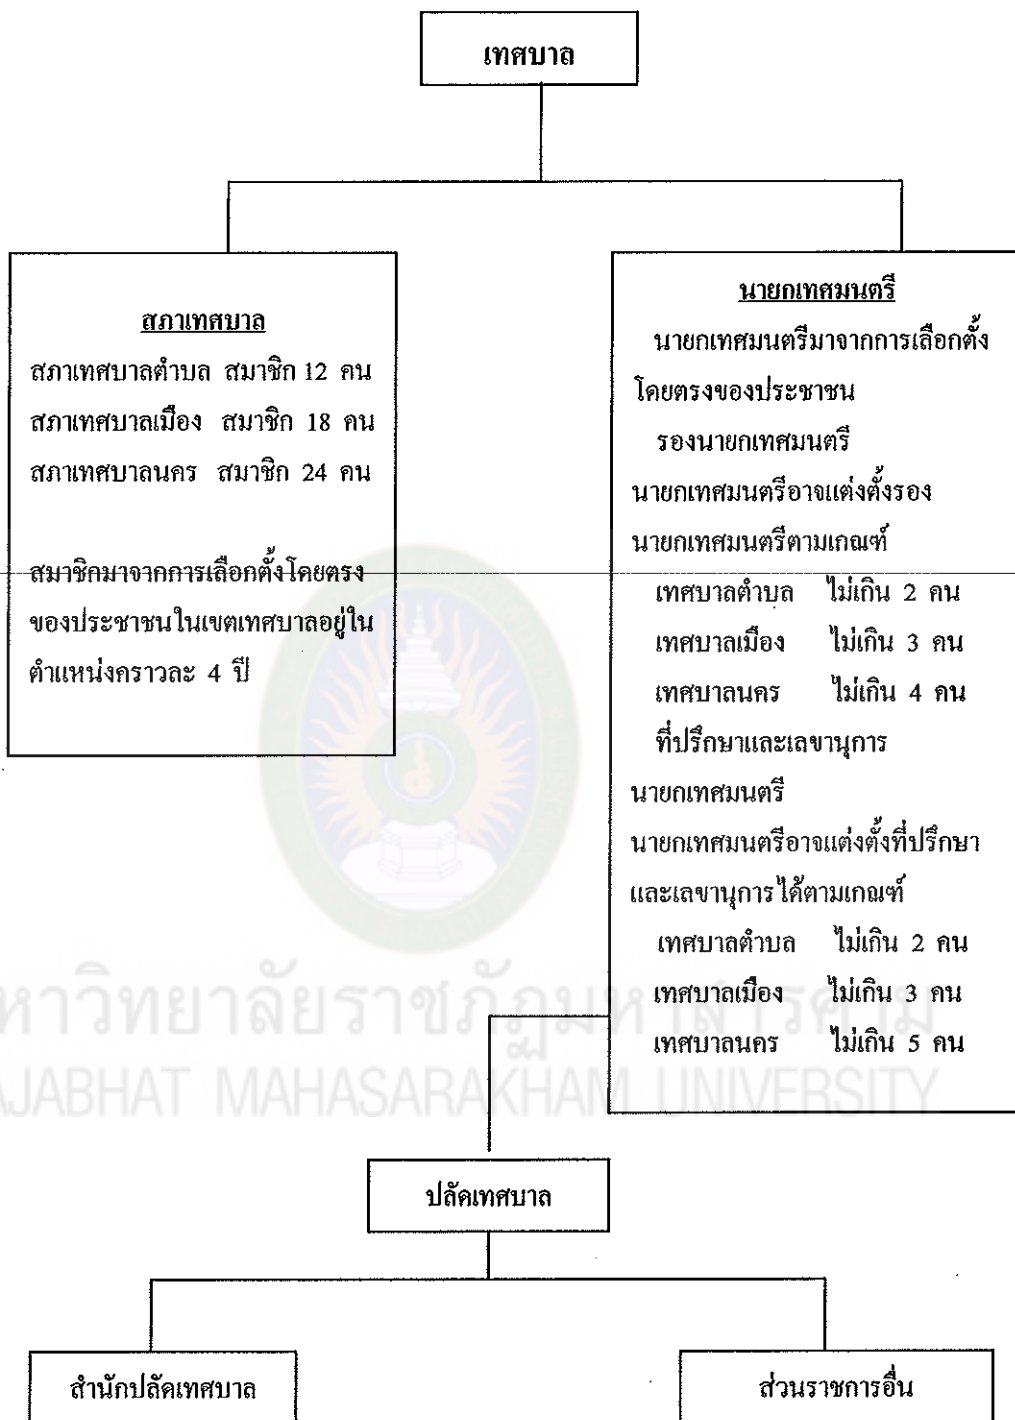 เทศบาล
สภาเทศบาล
สภาเทศบาลตำบล สมาชิก 12 คน
สภาเทศบาลเมือง สมาชิก 18 คน
สภาเทศบาลนคร สมาชิก 24 คน
สมาชิกมาจากการเลือกตั้งโดยตรง
ของประชาชนในเขตเทศบาลอยู่ใน
ตำแหน่งคราวละ 4 ปี
นายกเทศมนตรี
นายกเทศมนตรีมาจากการเลือกตั้ง
โดยตรงของประชาชน
รองนายกเทศมนตรี
นายกเทศมนตรีอาจแต่งตั้งรอง
นายกเทศมนตรีตามเกณฑ์
เทศบาลตำบล ไม่เกิน 2 คน
เทศบาลเมือง ไม่เกิน 3 คน
เทศบาลนคร ไม่เกิน 4 คน
ที่ปรึกษาและเลขานุการ
นายกเทศมนตรี
นายกเทศมนตรีอาจแต่งตั้งที่ปรึกษา
และเลขานุการได้ตามเกณฑ์
เทศบาลตำบล ไม่เกิน 2 คน
เทศบาลเมือง ไม่เกิน 3 คน
เทศบาลนคร ไม่เกิน 5 คน
หาวิทยาลัยราชภัฏมหาสารคาม
AJABHAT MAHASARAKHAM UNIVERSITY
ปลัดเทศบาล
สำนักปลัดเทศบาล
ส่วนราชการอื่น